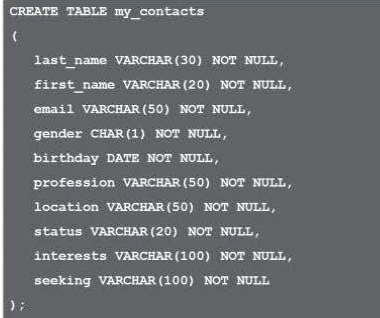 CREATE TABLE my_contacts
(
last_name VARCHAR(30) NOT NULL,
first_name VARCHAR(20) NOT NULL,
email VARCHAR(50) NOT NULL,
gender CHAR(1) NOT NULL,
birthday DATE NOT NULL,
profession VARCHAR(50) NOT NULL,
location VARCHAR(50) NOT NULL,
status VARCHAR(20) NOT NULL,
interests VARCHAR(100) NOT NULL,
seeking VARCHAR(100) NOT NULL
);